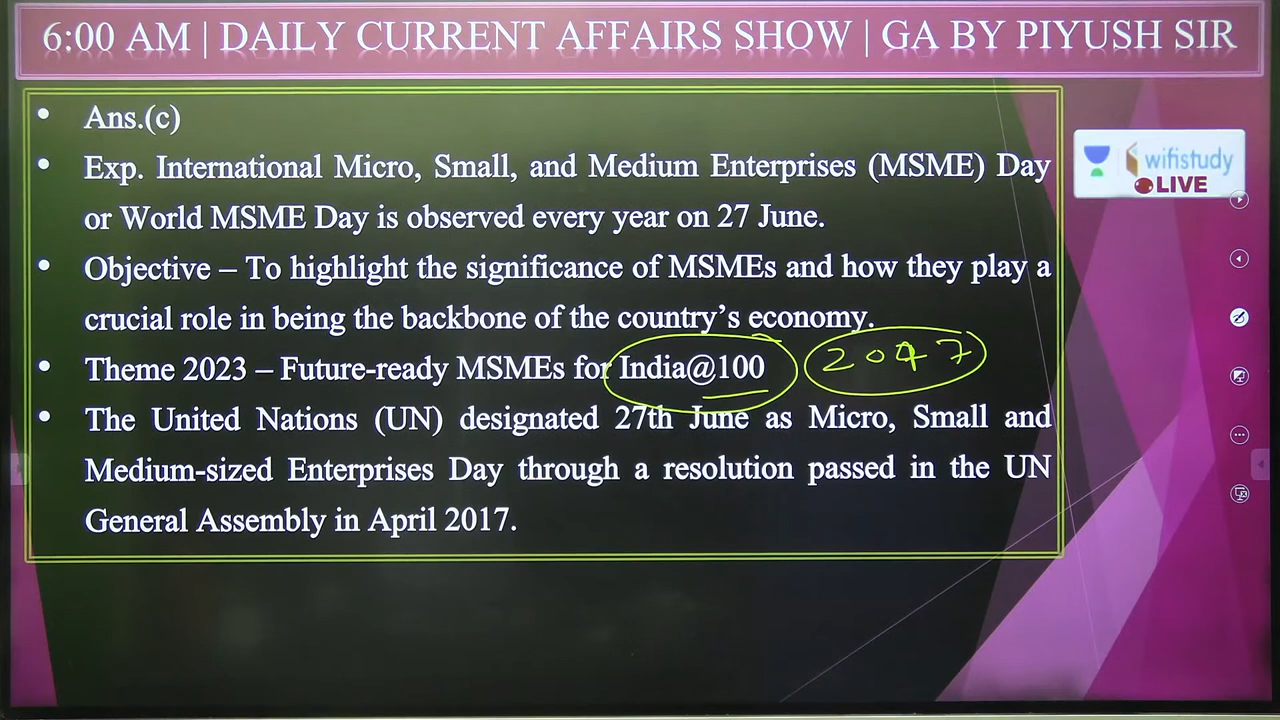 6:00 AM | DAILY CURRENT AFFAIRS SHOW | GA BY PIYUSH SIR
• Ans.(c)
• Exp. International Micro, Small, and Medium Enterprises (MSME) Day
or World MSME Day is observed every year on 27 June.
• Objective – To highlight the significance of MSMEs and how they play a
crucial role in being the backbone of the country's economy.
• Theme 2023 – Future-ready MSMEs for India@100 2047
• The United Nations (UN) designated 27th June as Micro, Small and
Medium-sized Enterprises Day through a resolution passed in the UN
General Assembly in April 2017.
wifistudy
LIVE